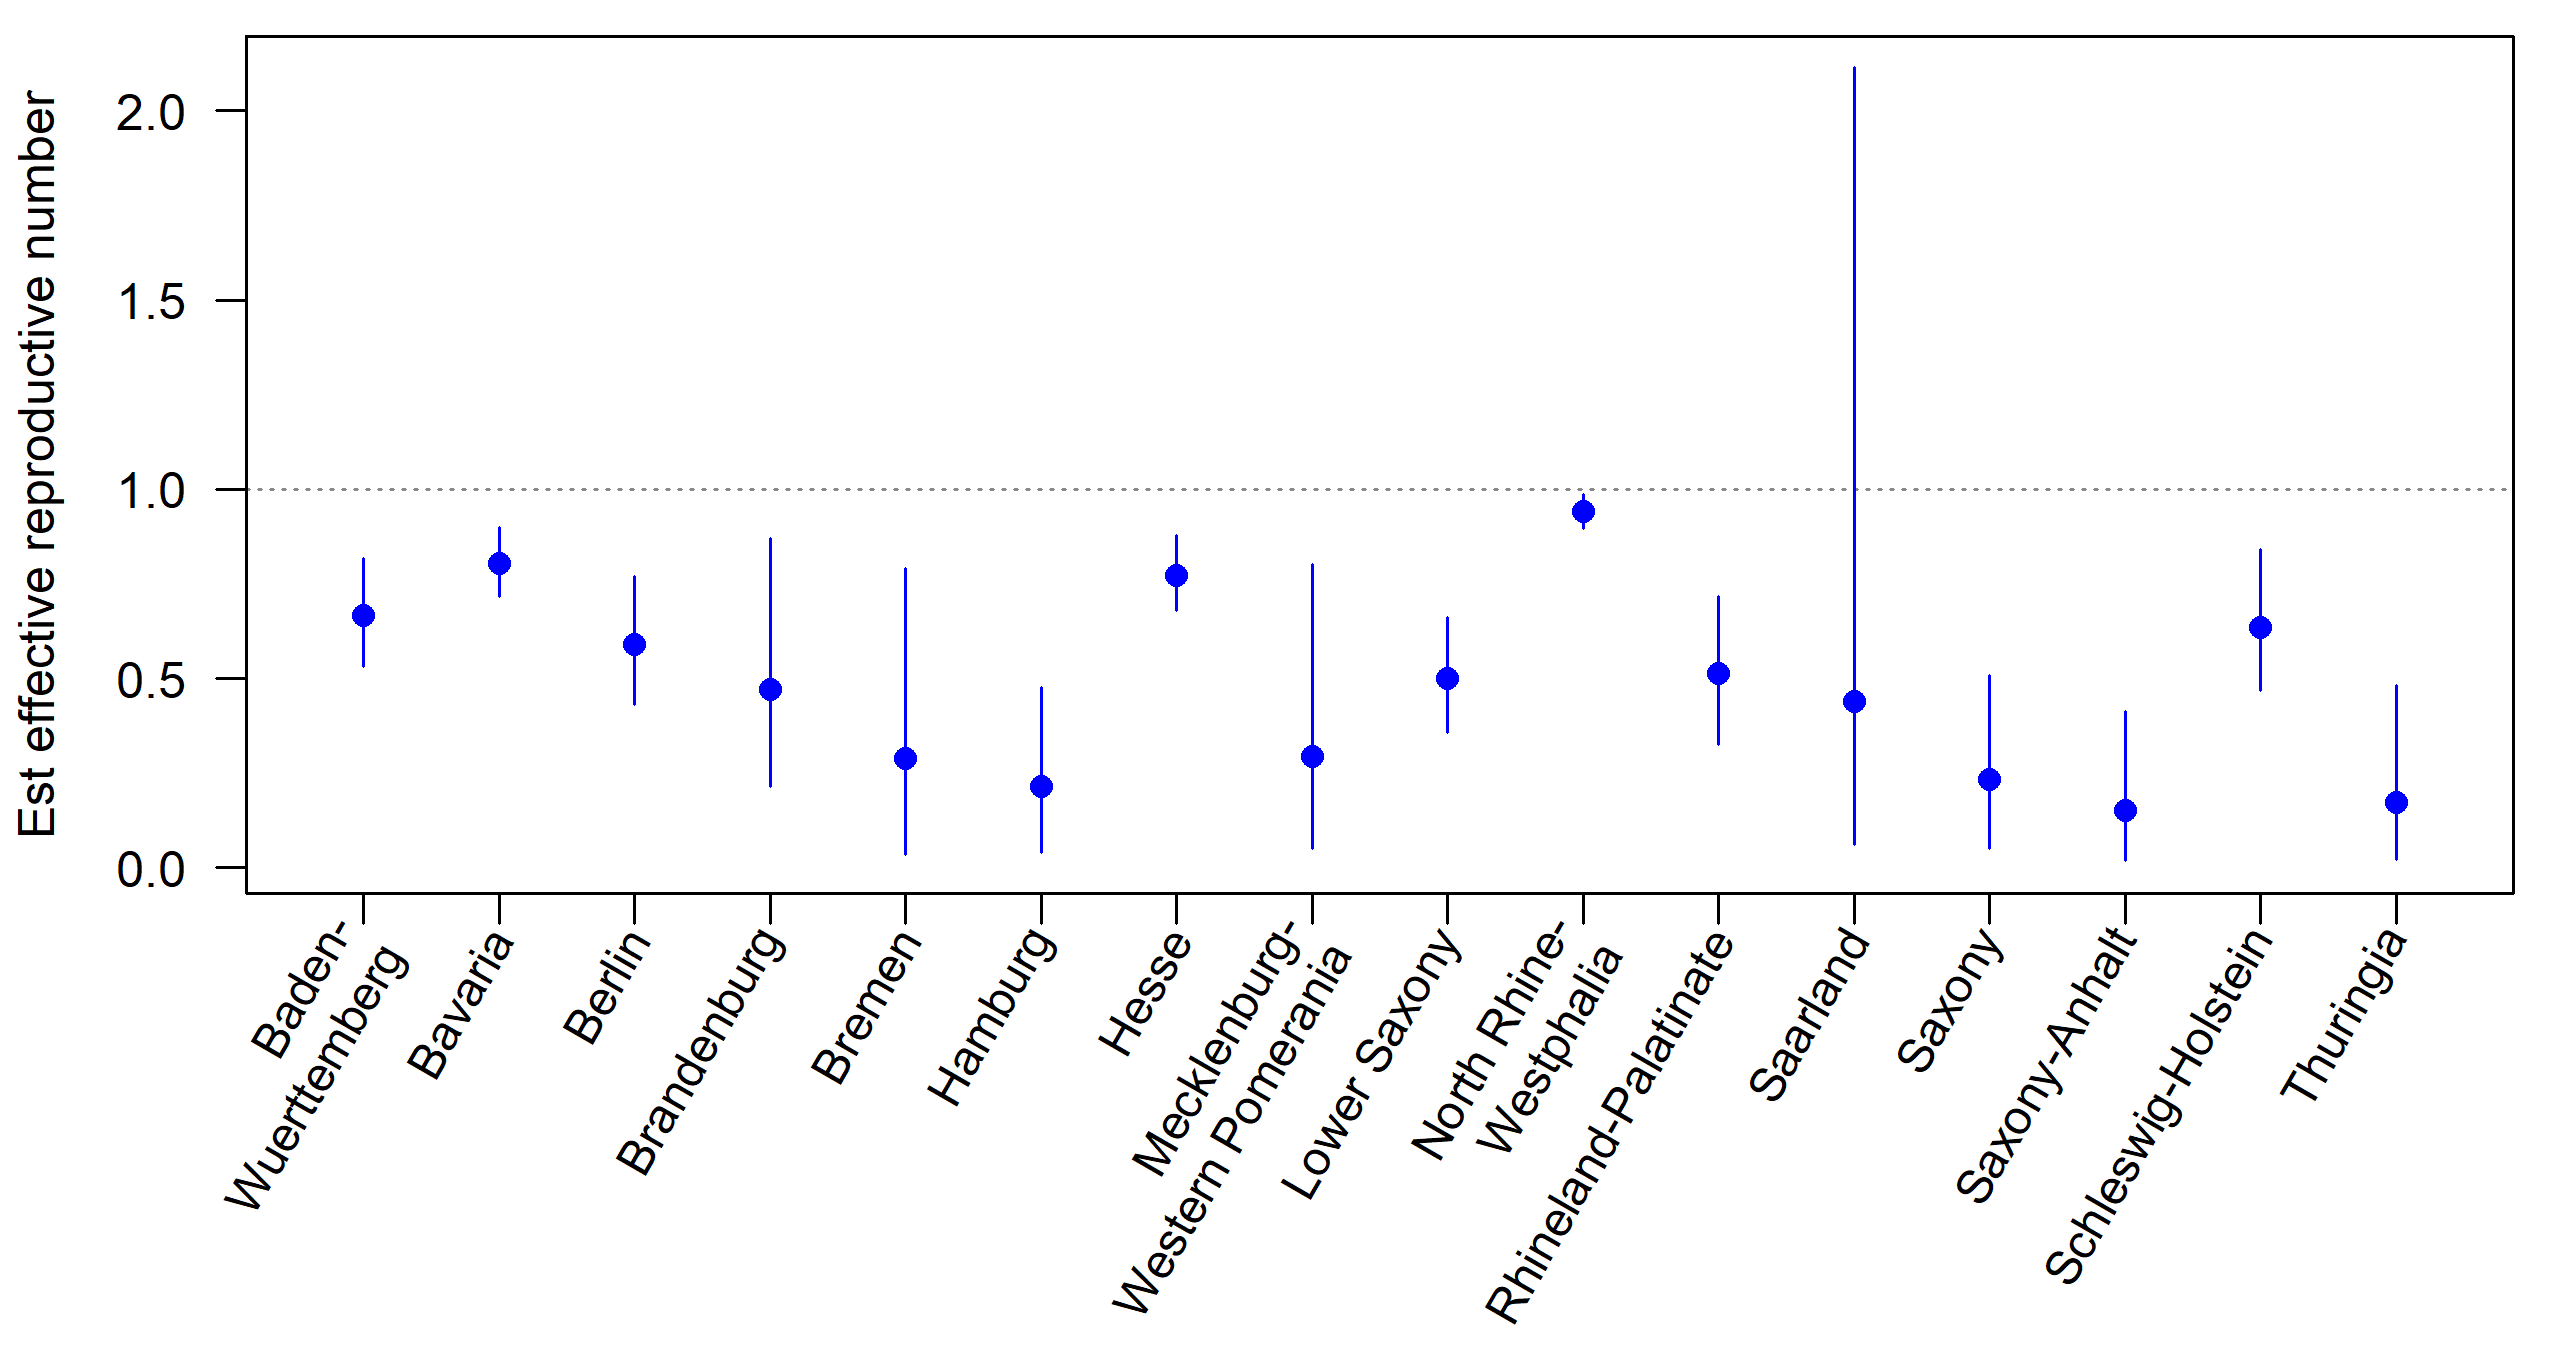 Est effective reproductive number
2.0
1.5
1.0
0.5
0.0
Baden-
Wuerttemberg
Bavaria
Berlin
Brandenburg
Bremen
Hamburg
Hesse
Mecklenburg-
Western Pomerania
Lower Saxony
North Rhine-
Westphalia
Rhineland-Palatinate
Saarland
Saxony
Saxony-Anhalt
Schleswig-Holstein
Thuringia